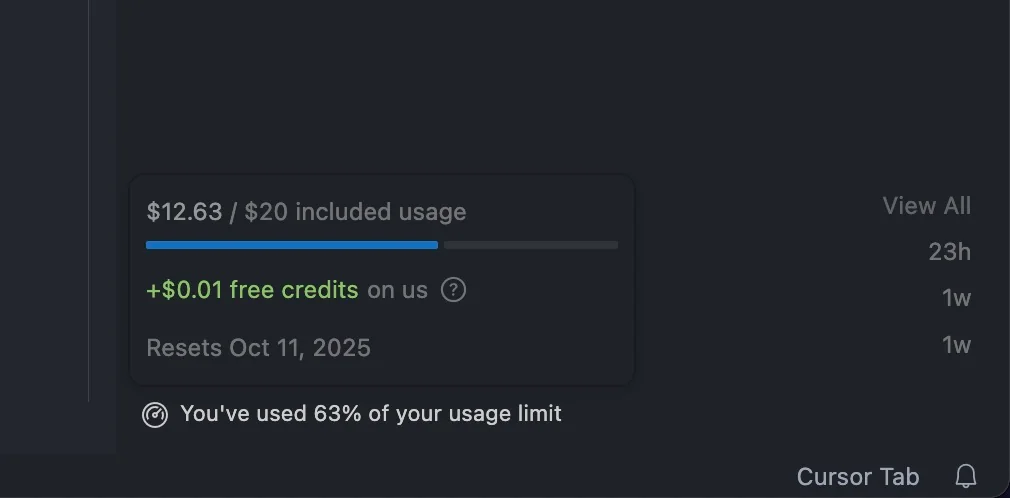 $12.63 / $20 included usage
+$0.01 free credits on us ?
Resets Oct 11, 2025
You've used 63% of your usage limit
View All
23h
1w
1w
Cursor Tab